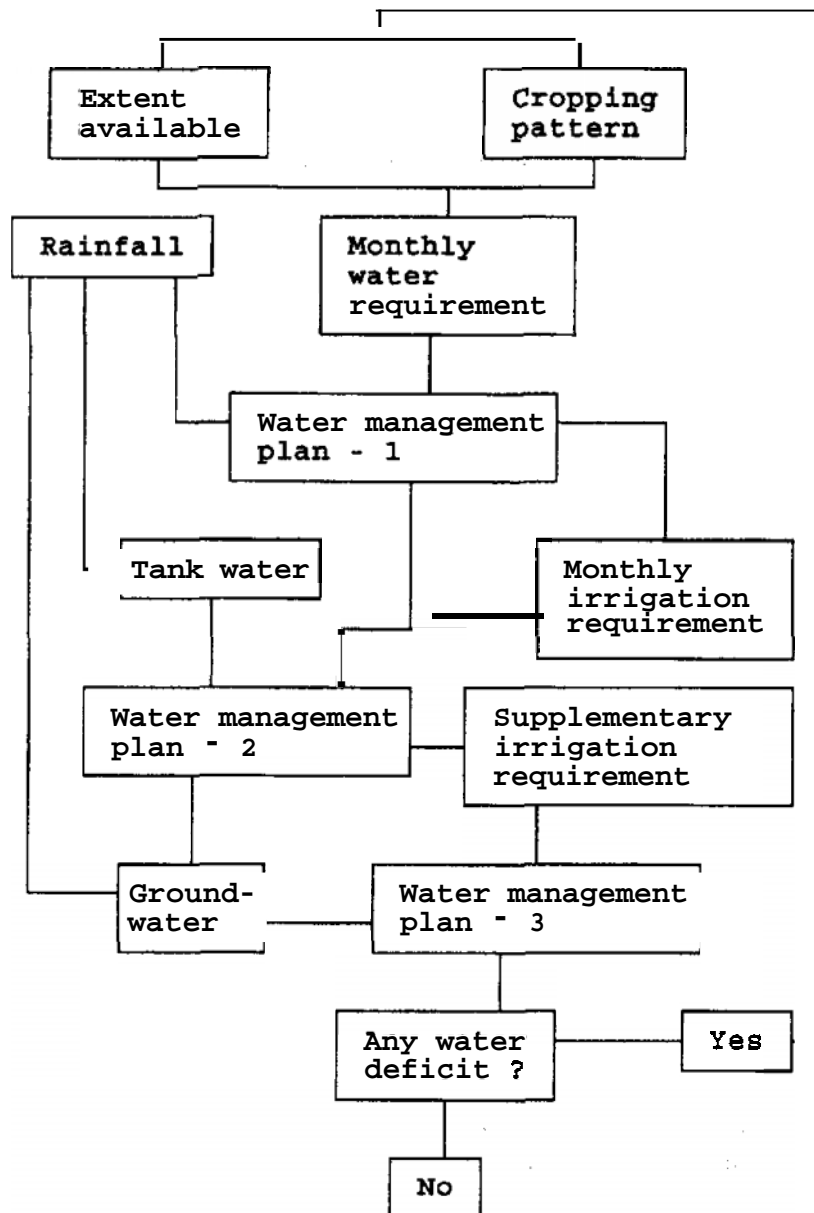 Extent
available
Cropping
pattern
Rainfall
Monthly
water
requirement
Water management
plan - 1
Tank water
Monthly
irrigation
requirement
Water management
plan - 2
Supplementary
irrigation
requirement
Ground-
water
Water management
plan - 3
Any water
deficit ?
Yes
No